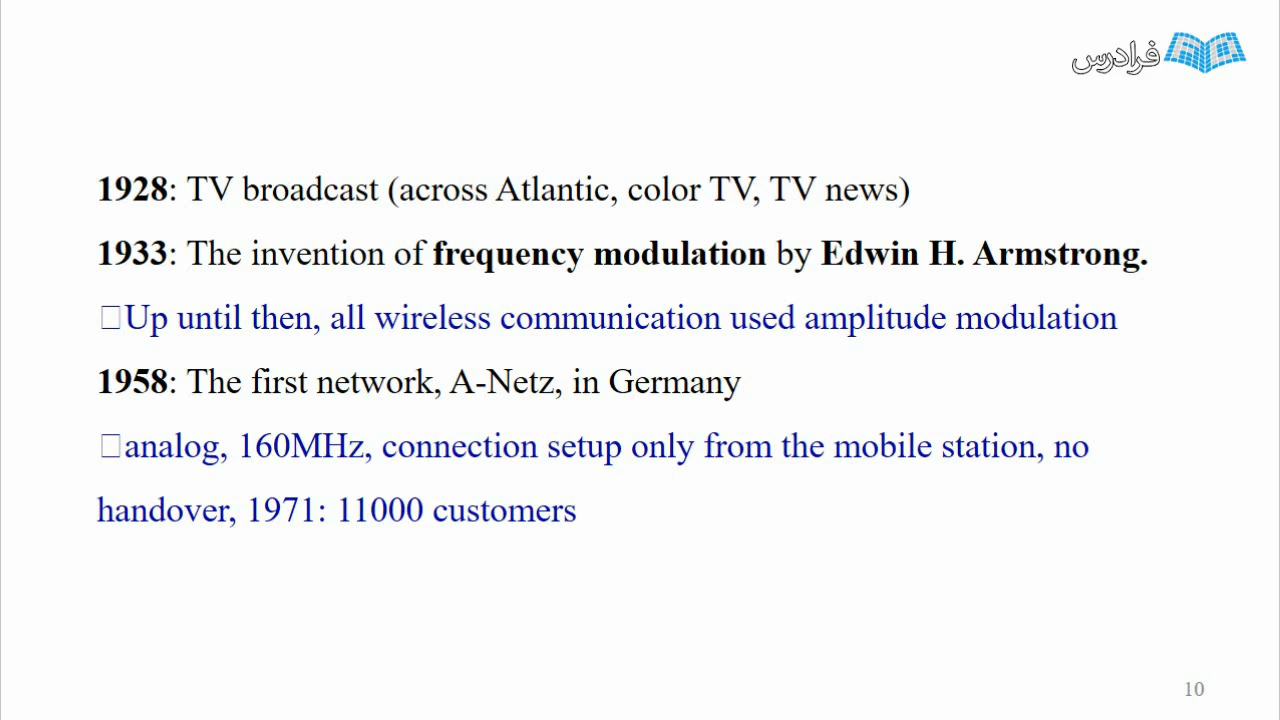 فرادرس
1928: TV broadcast (across Atlantic, color TV, TV news)
1933: The invention of frequency modulation by Edwin H. Armstrong.
□Up until then, all wireless communication used amplitude modulation
1958: The first network, A-Netz, in Germany
□analog, 160MHz, connection setup only from the mobile station, no
handover, 1971: 11000 customers
10